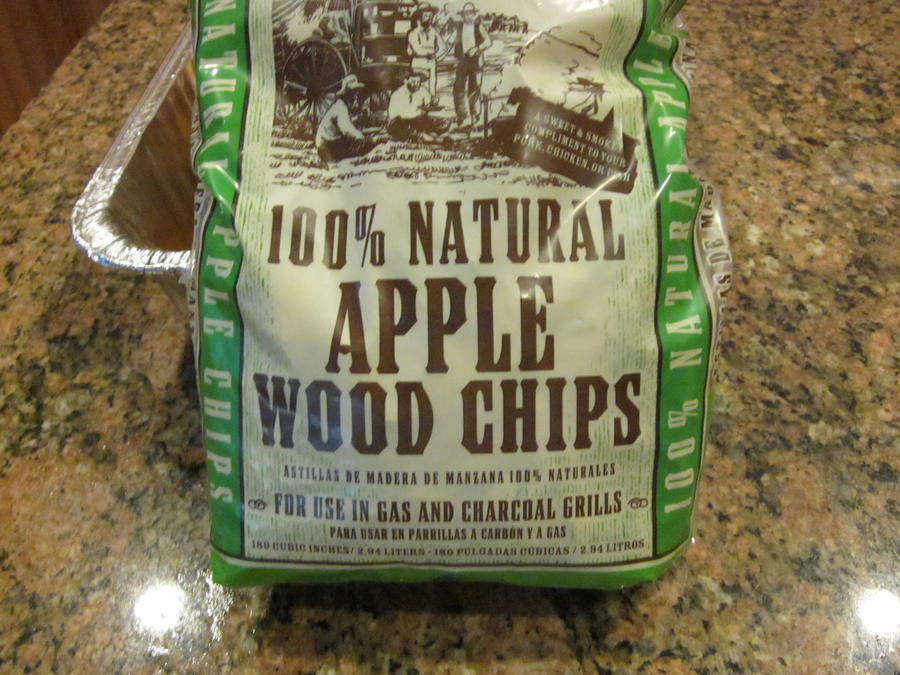 A SWEET & SMOKY
COMPLIMENT TO YOUR
PORK, CHICKEN, OR FISH
100% NATURAL
APPLE
WOOD CHIPS
ASTILLAS DE MADERA DE MANZANA 100% NATURALES
FOR USE IN GAS AND CHARCOAL GRILLS
PARA USAR EN PARRILLAS A CARBÓN Y A GAS
180 CUBIC INCHES/ 2.94 LITERS - 180 PULGADAS CUBICAS / 2.94 LITROS
NATURAL APPLE CHIPS
100% NATURAL APPLE